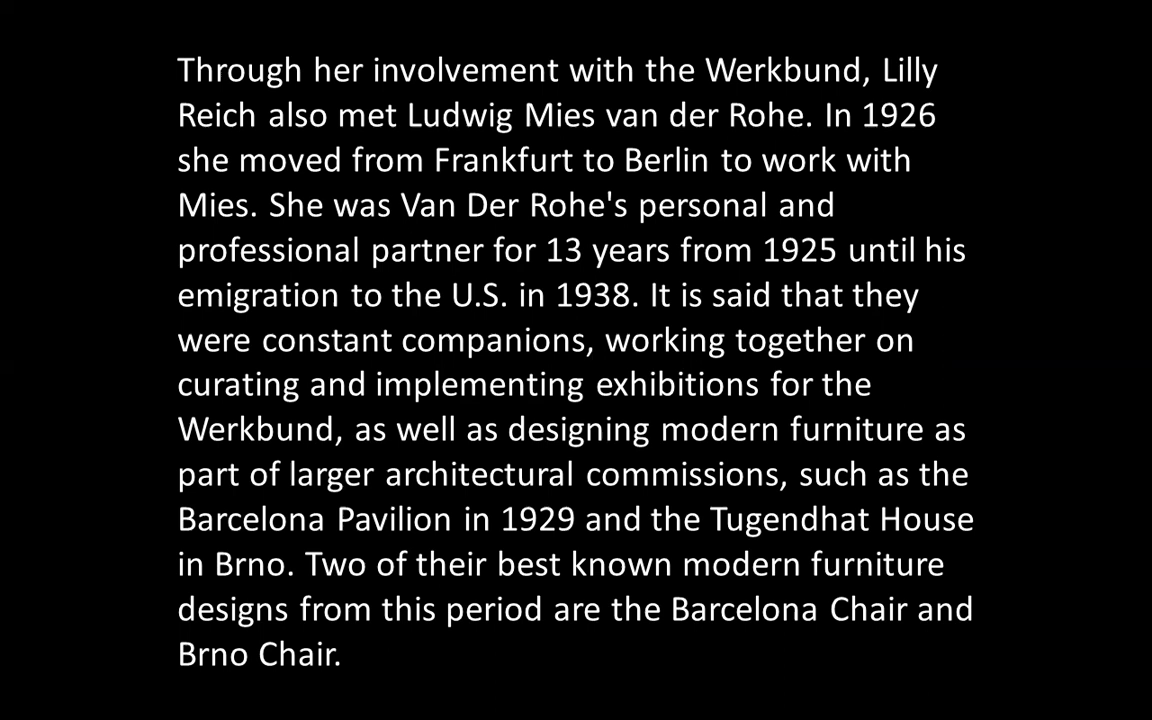 Through her involvement with the Werkbund, Lilly
Reich also met Ludwig Mies van der Rohe. In 1926
she moved from Frankfurt to Berlin to work with
Mies. She was Van Der Rohe's personal and
professional partner for 13 years from 1925 until his
emigration to the U.S. in 1938. It is said that they
were constant companions, working together on
curating and implementing exhibitions for the
Werkbund, as well as designing modern furniture as
part of larger architectural commissions, such as the
Barcelona Pavilion in 1929 and the Tugendhat House
in Brno. Two of their best known modern furniture
designs from this period are the Barcelona Chair and
Brno Chair.